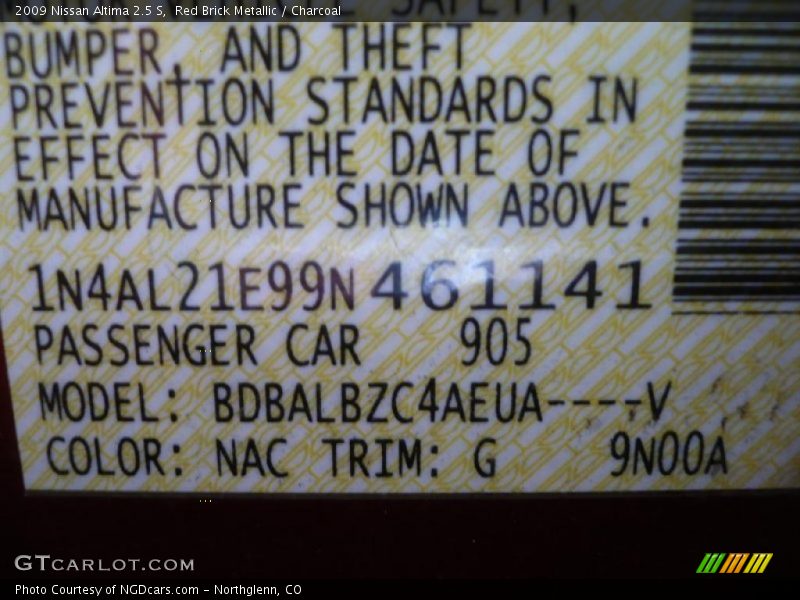 2009 Nissan Altima 2.5 S, Red Brick Metallic / Charcoal
SAFETY,
BUMPER, AND THEFT
PREVENTION STANDARDS IN
EFFECT ON THE DATE OF
MANUFACTURE SHOWN ABOVE.
1N4AL21E99N461141
PASSENGER CAR 905
MODEL: BDBALBZC4AEUA----V
COLOR: NAC TRIM: G 9N00A
GTCARLOT.COM
Photo Courtesy of NGDcars.com – Northglenn, CO